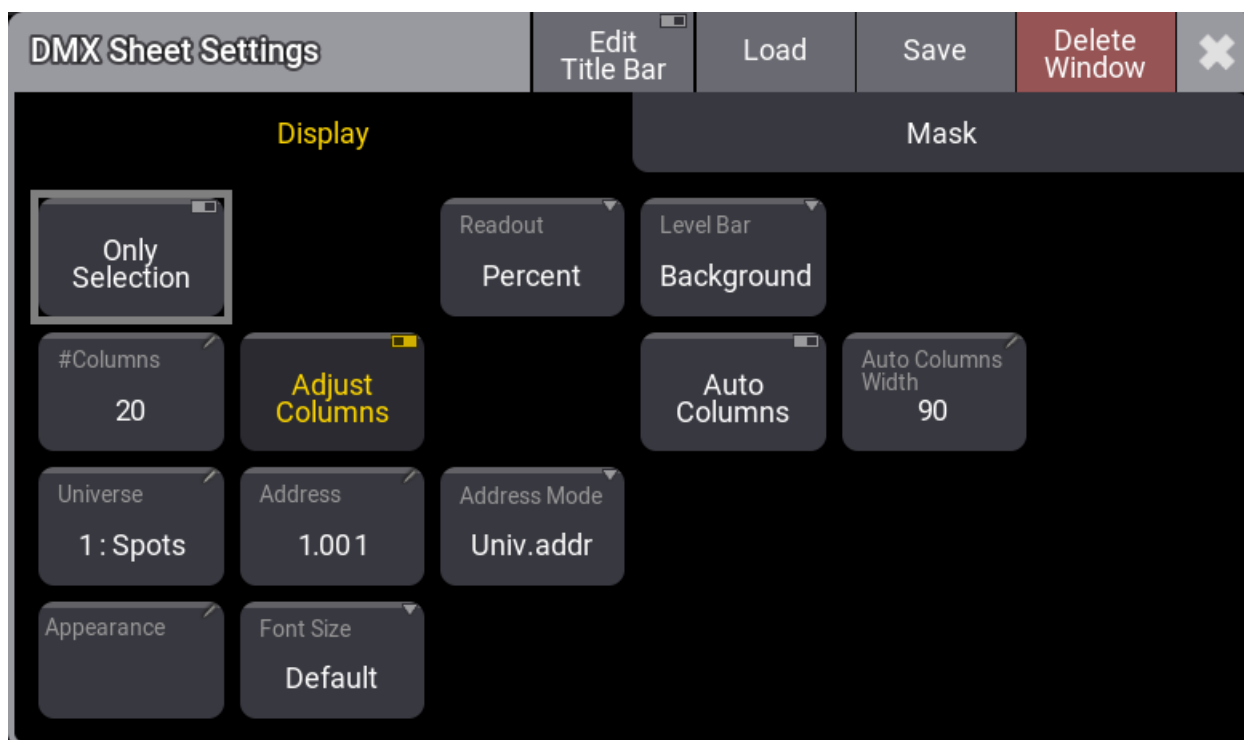 DMX Sheet Settings
Edit
Title Bar
Load
Save
Delete
Window
Display
Mask
Only
Selection
Readout
Percent
Level Bar
Background
#Columns
20
Adjust
Columns
Auto
Columns
Auto Columns
Width
90
Universe
1 : Spots
Address
1.001
Address Mode
Univ.addr
Appearance
Font Size
Default